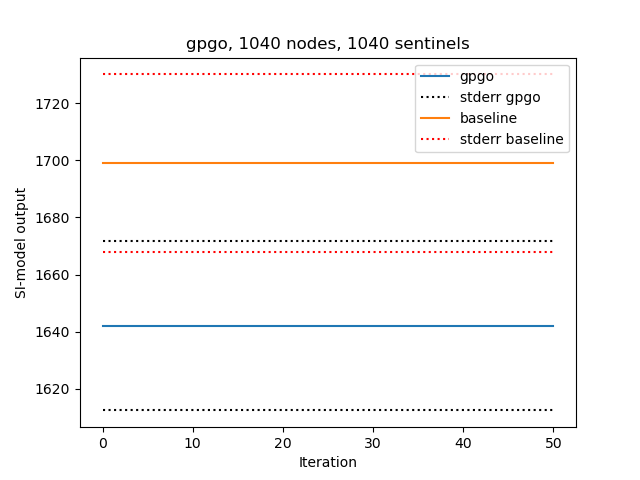 gpgo, 1040 nodes, 1040 sentinels
gpgo
stderr gpgo
baseline
stderr baseline
SI-model output
1720
1700
1680
1660
1640
1620
0 10 20 30 40 50
Iteration